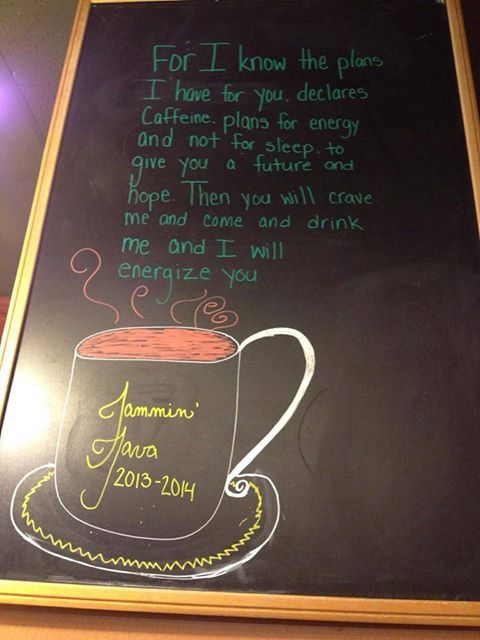 For I know the plans
I have for you. declares
Caffeine. plans for energy
and not for sleep. to
give you a future and
hope. Then you will crave
me and come and drink
me and I will
energize you
Jammin'
Java
2013-2014